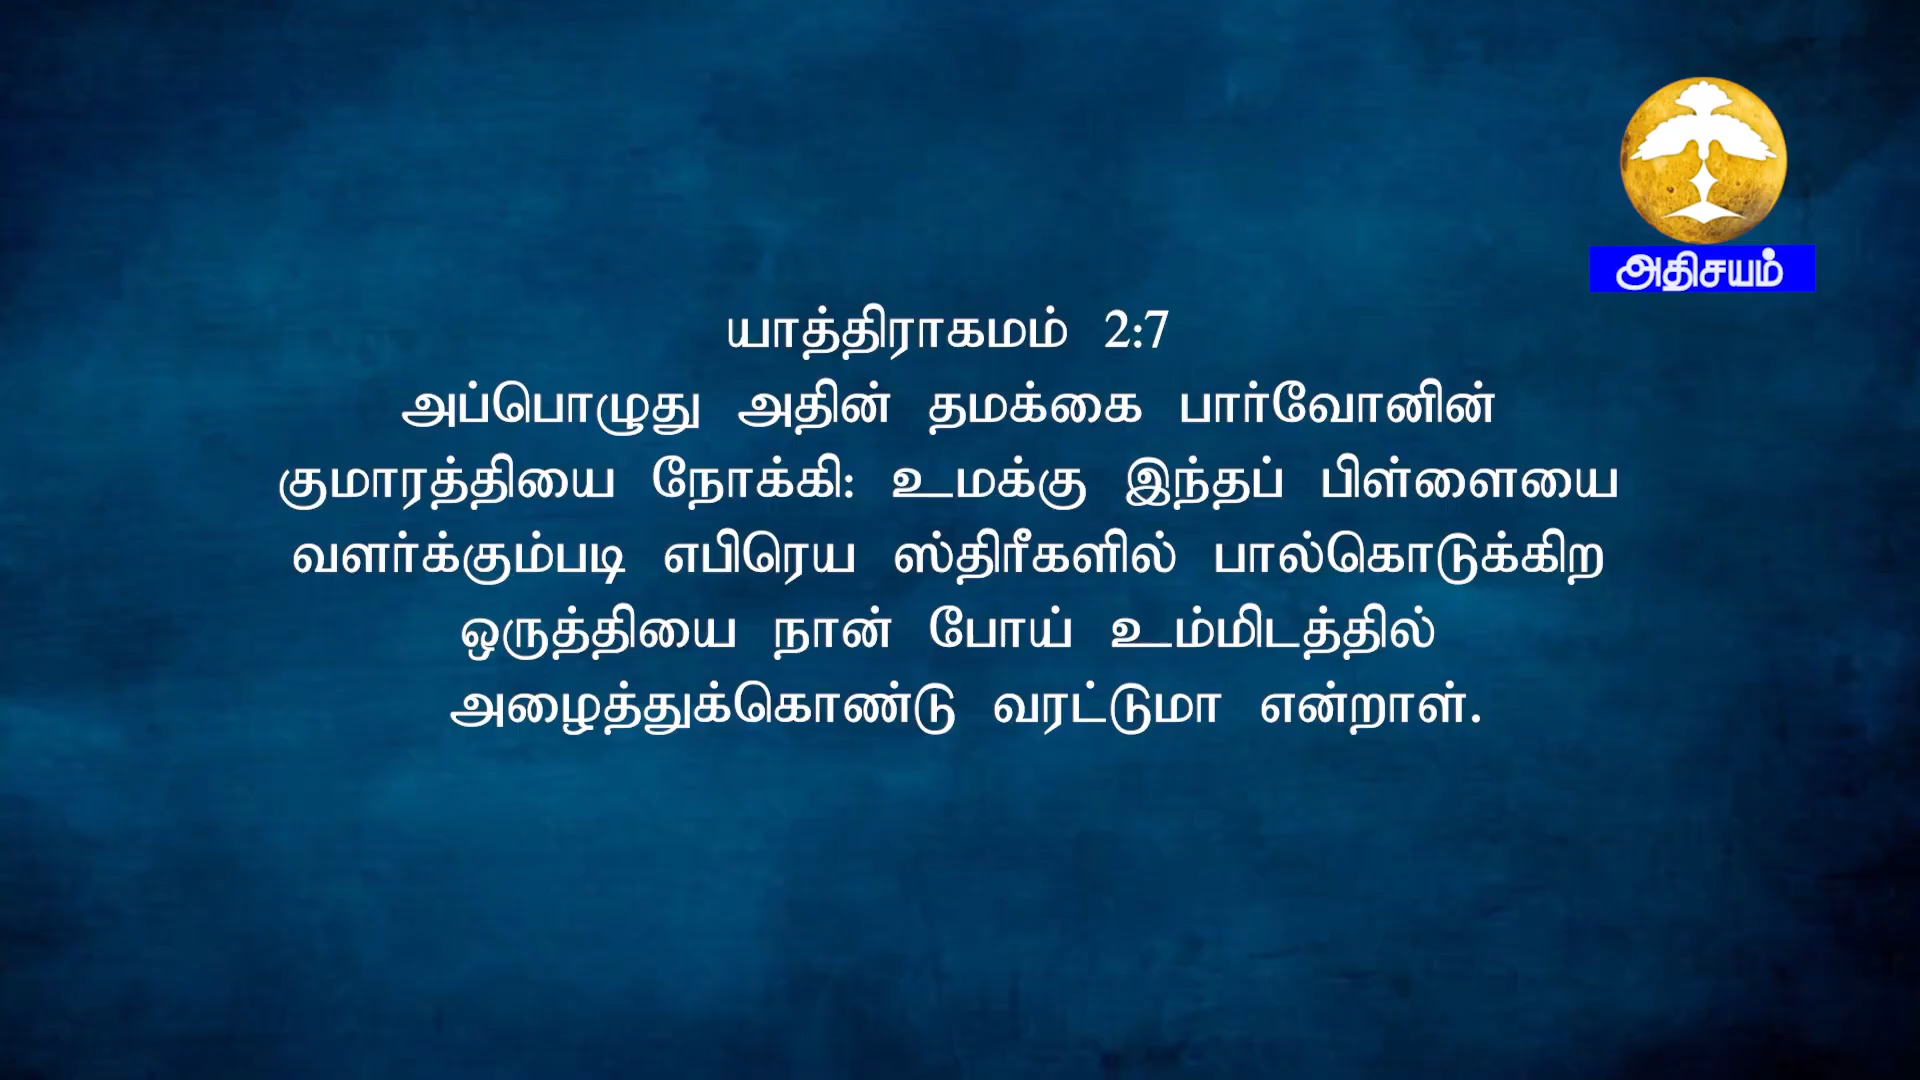 அதிசயம்
யாத்திராகமம் 2:7
அப்பொழுது அதின் தமக்கை பார்வோனின்
குமாரத்தியை நோக்கி: உமக்கு இந்தப் பிள்ளையை
வளர்க்கும்படி எபிரெய ஸ்திரீகளில் பால்கொடுக்கிற
ஒருத்தியை நான் போய் உம்மிடத்தில்
அழைத்துக்கொண்டு வரட்டுமா என்றாள்.